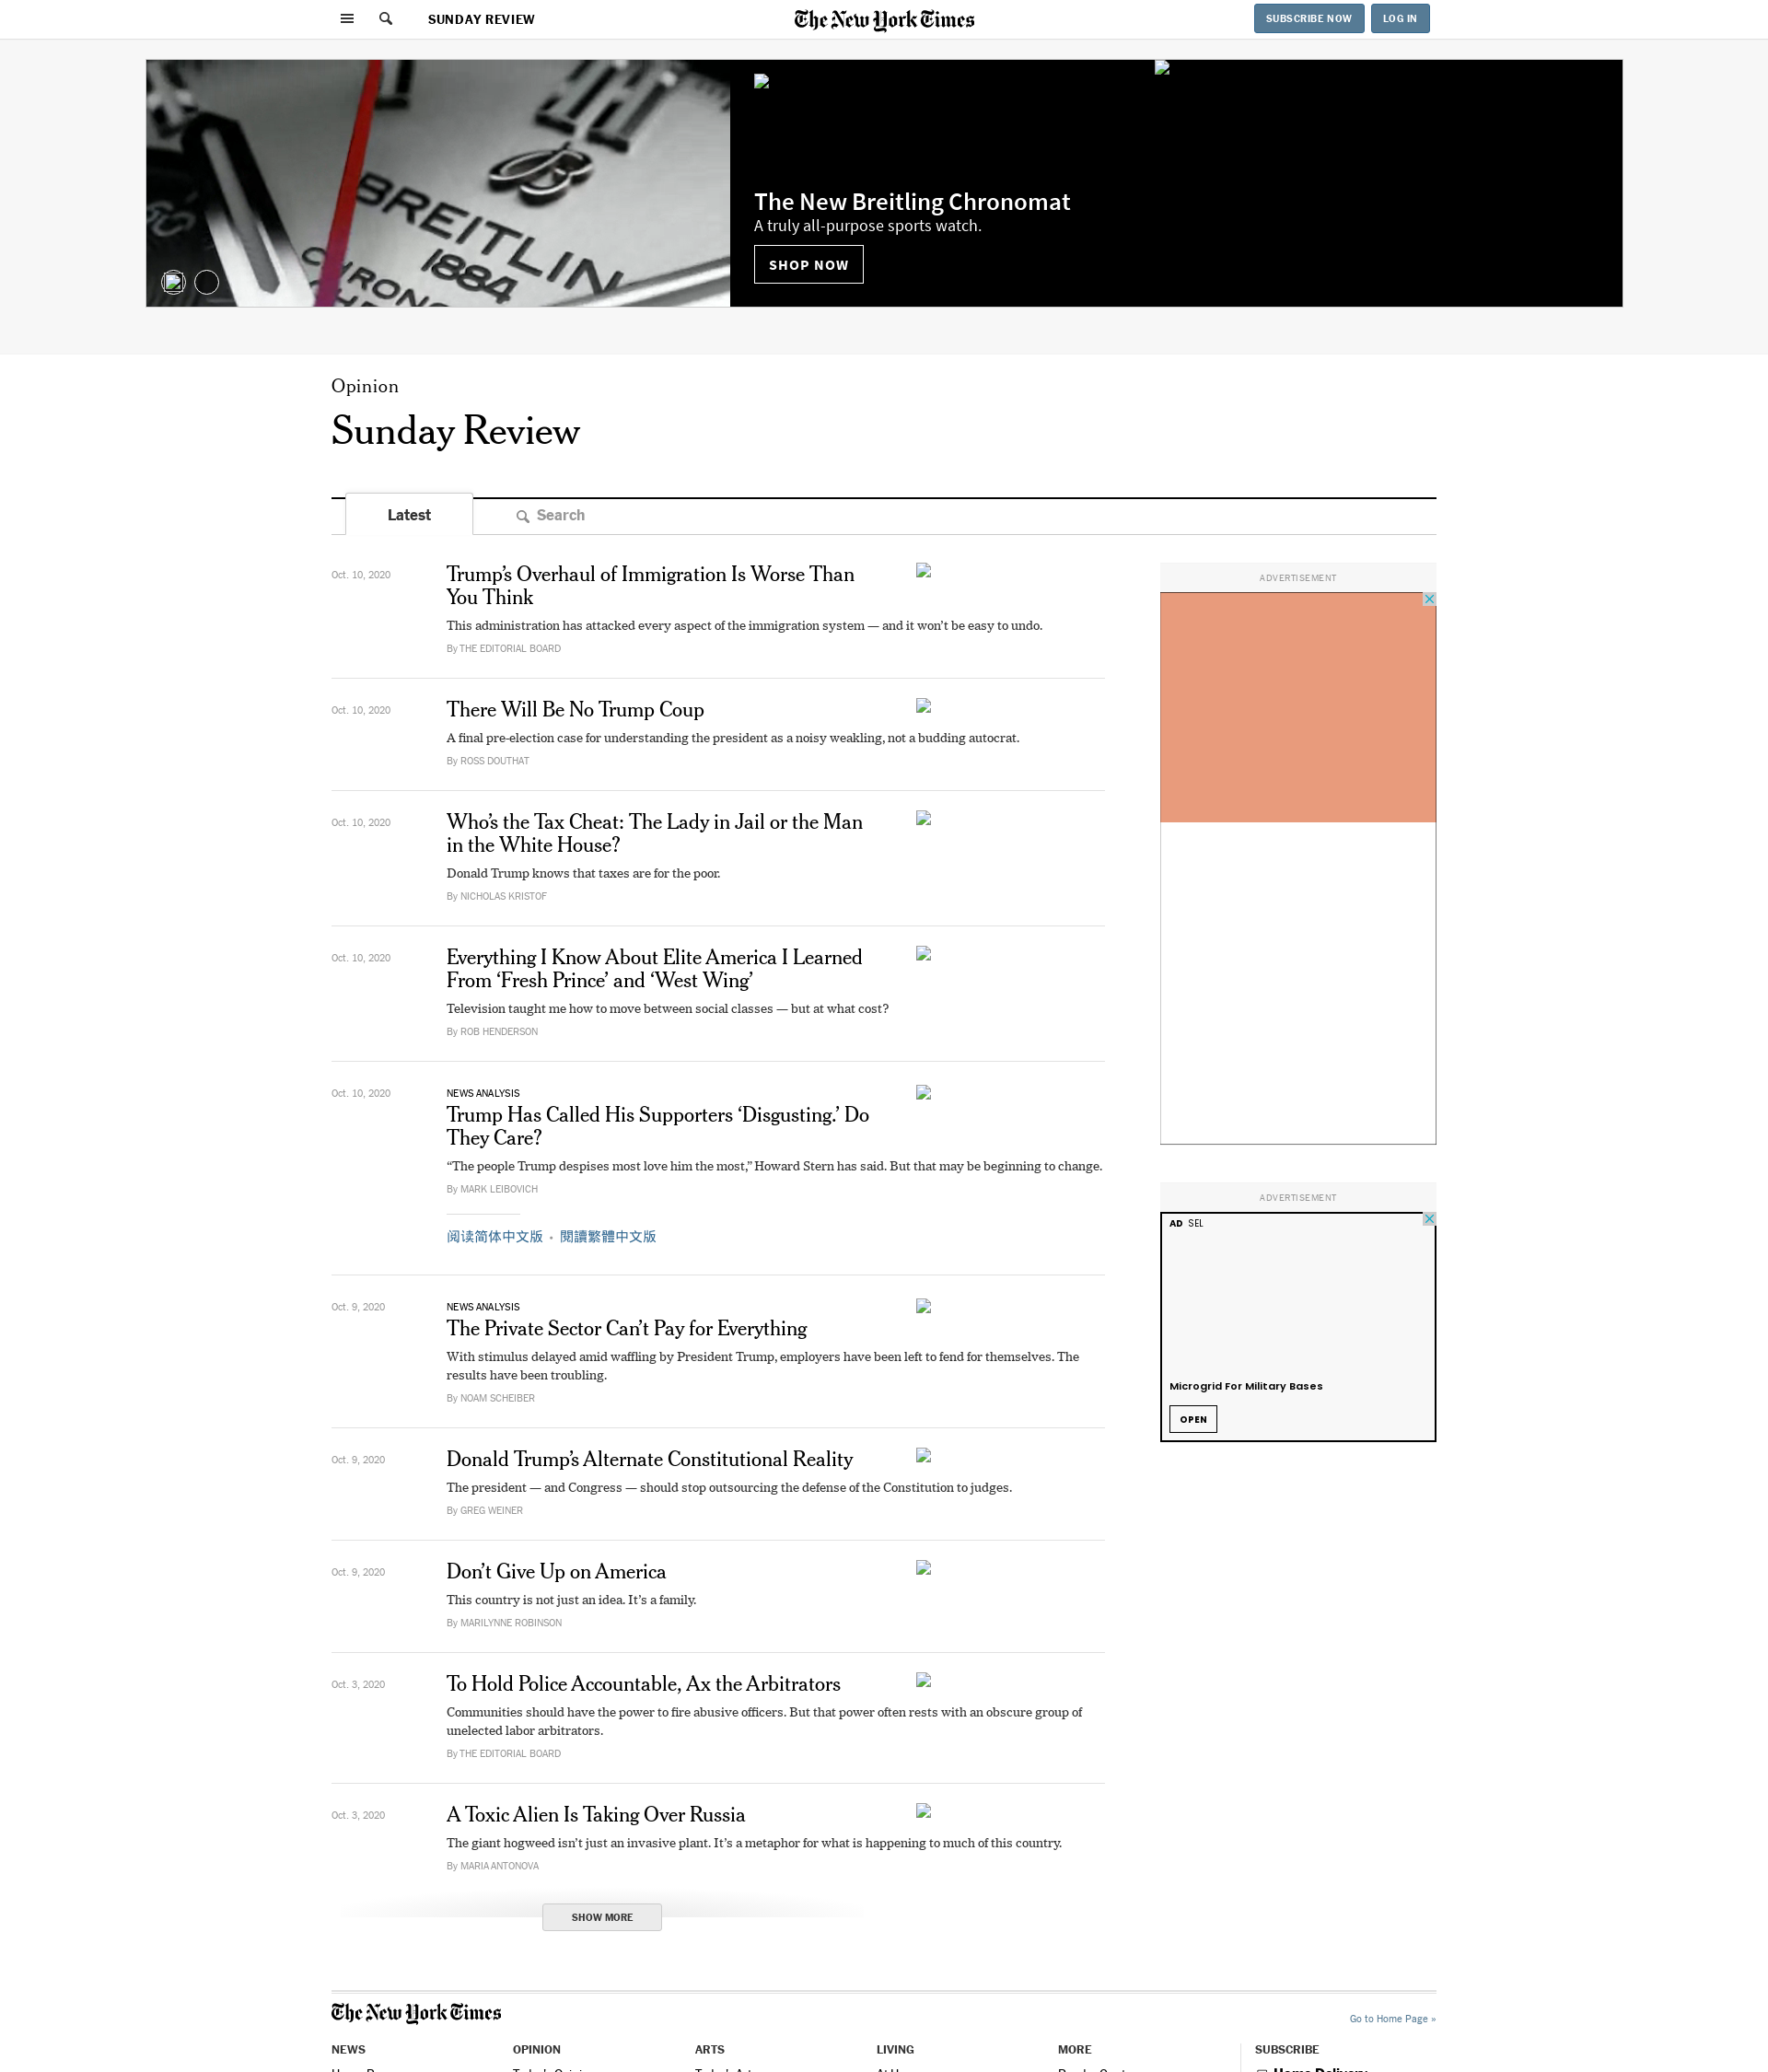 SUNDAY REVIEW
The New York Times
SUBSCRIBE NOW
LOG IN
BREITLING
1884
The New Breitling Chronomat
A truly all-purpose sports watch.
SHOP NOW
Opinion
Sunday Review
Latest
Search
Oct. 10, 2020
Trump’s Overhaul of Immigration Is Worse Than
You Think
This administration has attacked every aspect of the immigration system — and it won’t be easy to undo.
By THE EDITORIAL BOARD
Oct. 10, 2020
There Will Be No Trump Coup
A final pre-election case for understanding the president as a noisy weakling, not a budding autocrat.
By ROSS DOUTHAT
Oct. 10, 2020
Who’s the Tax Cheat: The Lady in Jail or the Man
in the White House?
Donald Trump knows that taxes are for the poor.
By NICHOLAS KRISTOF
Oct. 10, 2020
Everything I Know About Elite America I Learned
From ‘Fresh Prince’ and ‘West Wing’
Television taught me how to move between social classes — but at what cost?
By ROB HENDERSON
Oct. 10, 2020
NEWS ANALYSIS
Trump Has Called His Supporters ‘Disgusting.’ Do
They Care?
“The people Trump despises most love him the most,” Howard Stern has said. But that may be beginning to change.
By MARK LEIBOVICH
阅读简体中文版 • 閱讀繁體中文版
Oct. 9, 2020
NEWS ANALYSIS
The Private Sector Can’t Pay for Everything
With stimulus delayed amid waffling by President Trump, employers have been left to fend for themselves. The
results have been troubling.
By NOAM SCHEIBER
Oct. 9, 2020
Donald Trump’s Alternate Constitutional Reality
The president — and Congress — should stop outsourcing the defense of the Constitution to judges.
By GREG WEINER
Oct. 9, 2020
Don’t Give Up on America
This country is not just an idea. It’s a family.
By MARILYNNE ROBINSON
Oct. 3, 2020
To Hold Police Accountable, Ax the Arbitrators
Communities should have the power to fire abusive officers. But that power often rests with an obscure group of
unelected labor arbitrators.
By THE EDITORIAL BOARD
Oct. 3, 2020
A Toxic Alien Is Taking Over Russia
The giant hogweed isn’t just an invasive plant. It’s a metaphor for what is happening to much of this country.
By MARIA ANTONOVA
SHOW MORE
ADVERTISEMENT
ADVERTISEMENT
AD SEL
Microgrid For Military Bases
OPEN
The New York Times
Go to Home Page »
NEWS
OPINION
ARTS
LIVING
MORE
SUBSCRIBE